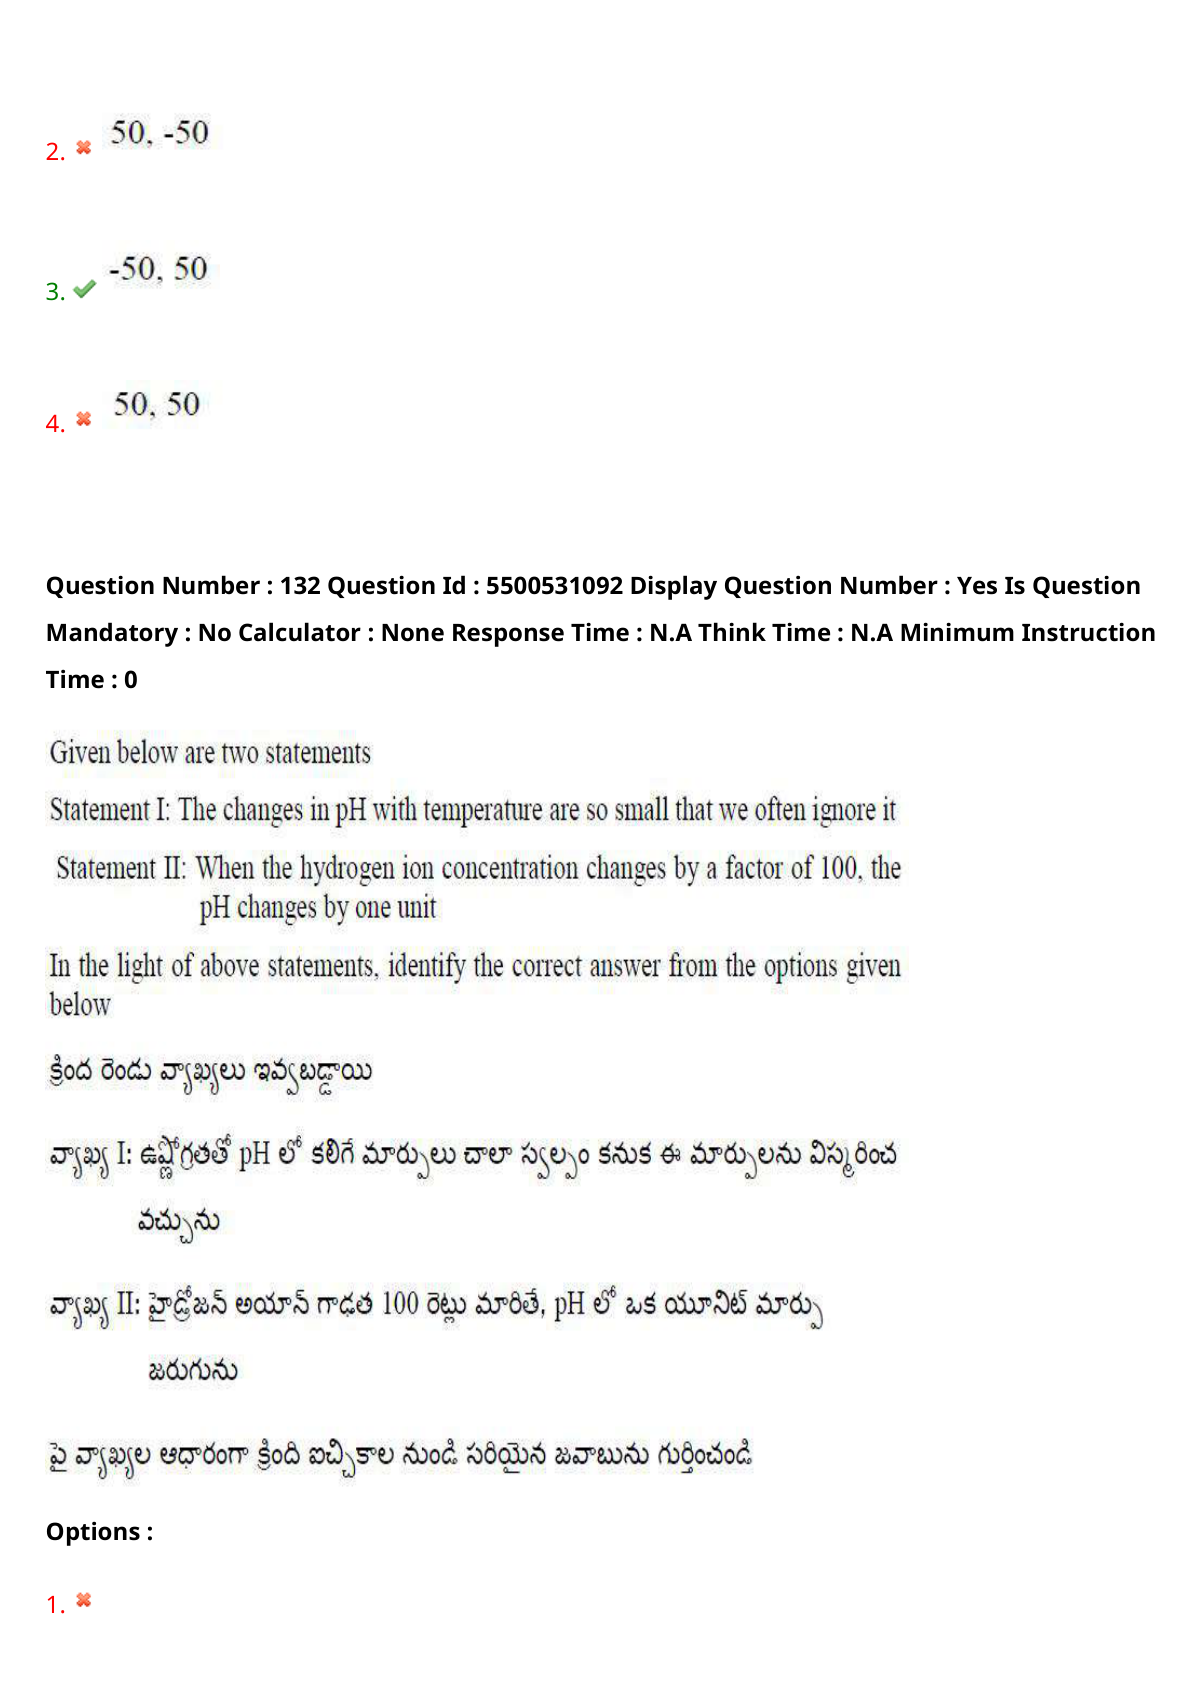 2. 50, -50
3. -50, 50
4. 50, 50
Question Number : 132 Question Id : 5500531092 Display Question Number : Yes Is Question
Mandatory : No Calculator : None Response Time : N.A Think Time : N.A Minimum Instruction
Time : 0
Given below are two statements
Statement I: The changes in pH with temperature are so small that we often ignore it
Statement II: When the hydrogen ion concentration changes by a factor of 100, the
pH changes by one unit
In the light of above statements, identify the correct answer from the options given
below
క్రింద రెండు వ్యాఖ్యలు ఇవ్వబడ్డాయి
వ్యాఖ్య I: ఉష్ణోగ్రతతో pH లో కలిగే మార్పులు చాలా స్వల్పం కనుక ఈ మార్పులను విస్మరించ
వచ్చును
వ్యాఖ్య II: హైడ్రోజన్ అయాన్ గాఢత 100 రెట్లు మారితే, pH లో ఒక యూనిట్ మార్పు
జరుగును
పై వ్యాఖ్యల ఆధారంగా క్రింది ఐచ్ఛికాల నుండి సరియైన జవాబును గుర్తించండి
Options :
1.